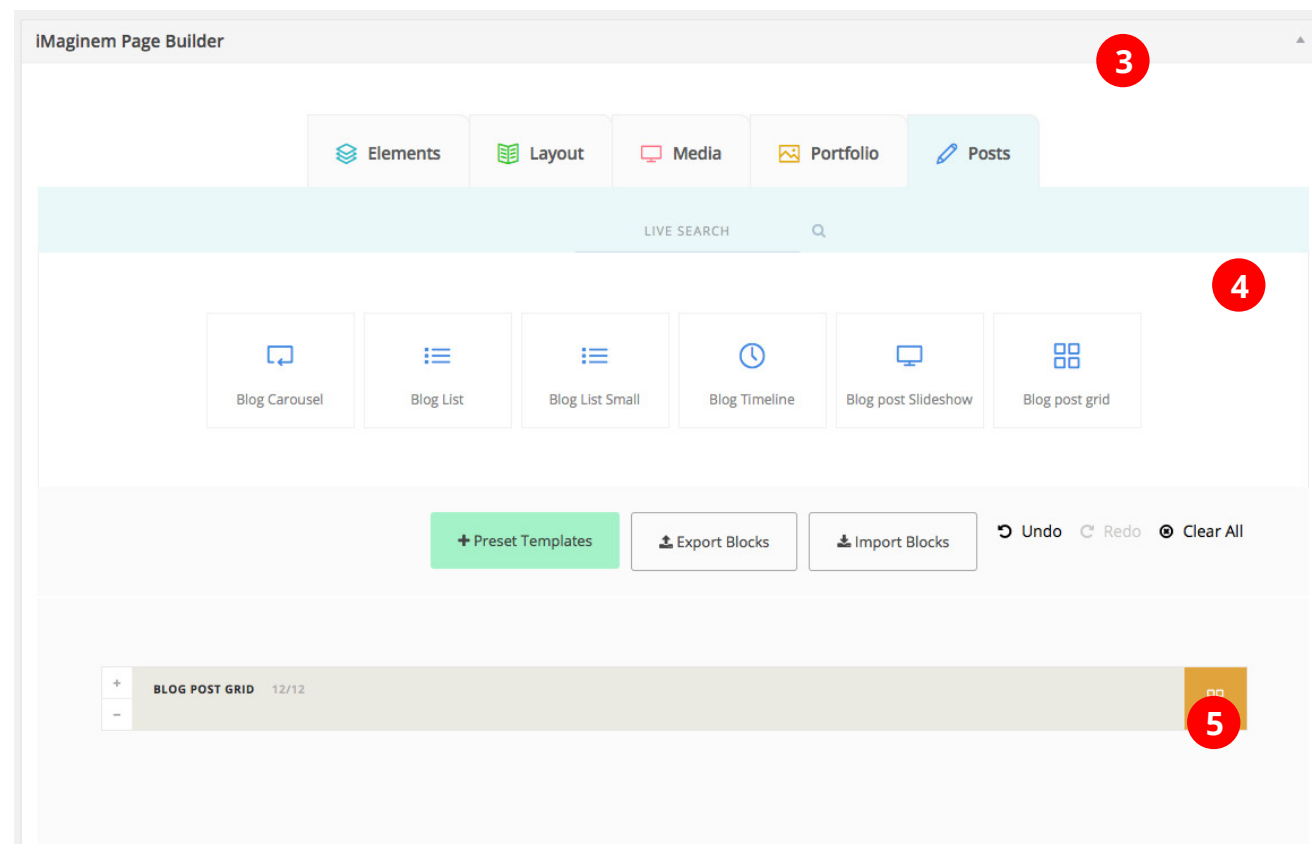 iMaginem Page Builder
3
Elements Layout Media Portfolio Posts
LIVE SEARCH
4
Blog Carousel Blog List Blog List Small Blog Timeline Blog post Slideshow Blog post grid
+ Preset Templates Export Blocks Import Blocks Undo Redo Clear All
+
BLOG POST GRID 12/12
-
5